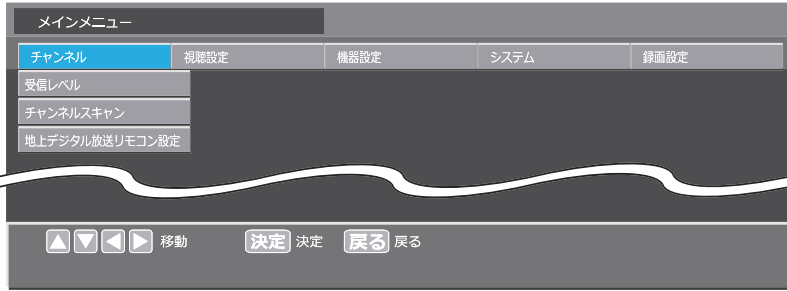 メインメニュー
チャンネル 視聴設定 機器設定 システム 録画設定
受信レベル
チャンネルスキャン
地上デジタル放送リモコン設定
移動 決定 決定 戻る 戻る